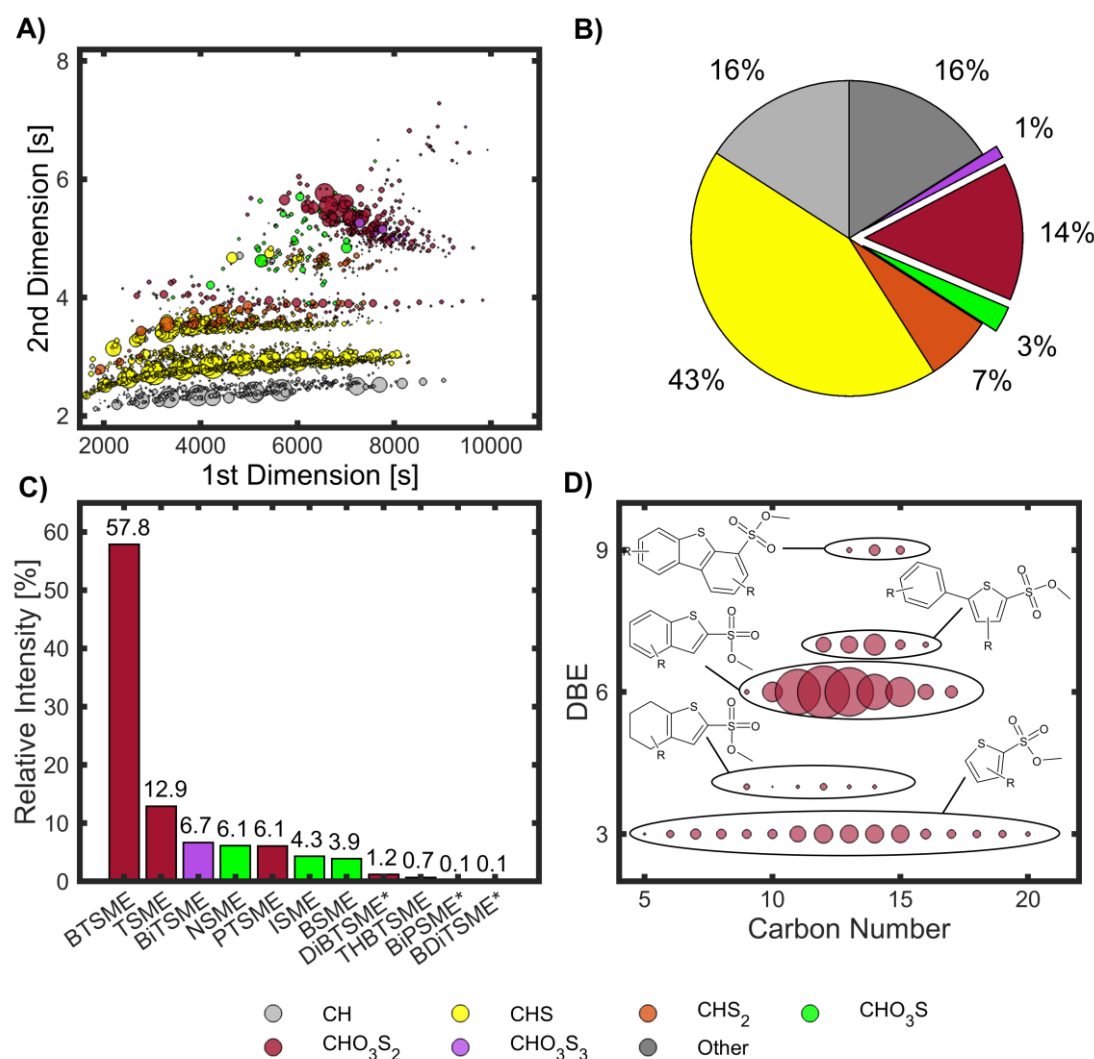 A)
8
6
4
2
2nd Dimension [s]
2000 4000 6000 8000 10000
1st Dimension [s]
B)
16%
16%
1%
14%
3%
7%
43%
C)
60
50
40
30
20
10
0
Relative Intensity [%]
57.8
12.9
6.7
6.1
6.1
4.3
3.9
1.2
0.7
0.1
0.1
BTSME
TSME
BiTSME
NSME
PTSME
ISME
BSME
DiBTSME*
THBTSME
BiPSME*
BDiTSME*
D)
9
6
3
DBE
5 10 15 20
Carbon Number
R
S
O
S
O
O
R
R
S
O
S
O
O
R
S
O
S
O
O
R
S
O
S
O
O
R
S
O
S
O
O
R
CH
CHS
CHS₂
CHO₃S
CHO₃S₂
CHO₃S₃
Other